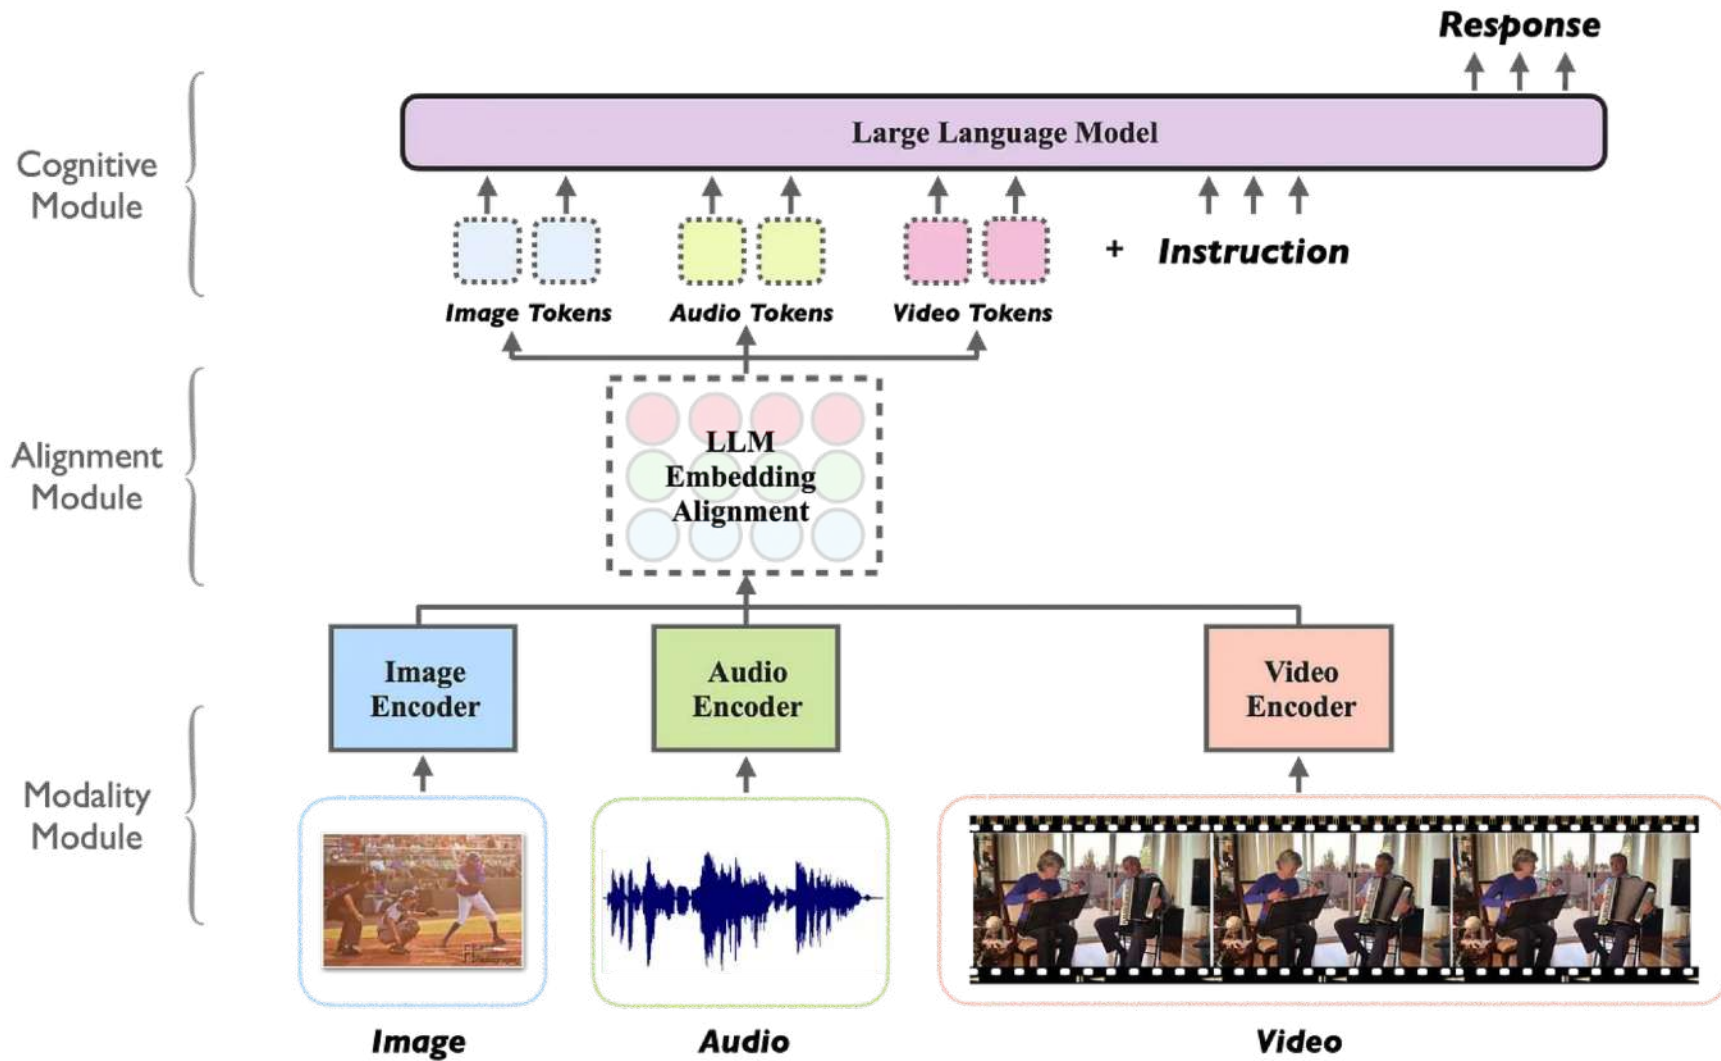 Response
Large Language Model
Cognitive
Module
+ Instruction
Image Tokens
Audio Tokens
Video Tokens
Alignment
Module
LLM
Embedding
Alignment
Image
Encoder
Audio
Encoder
Video
Encoder
Modality
Module
Image
Audio
Video